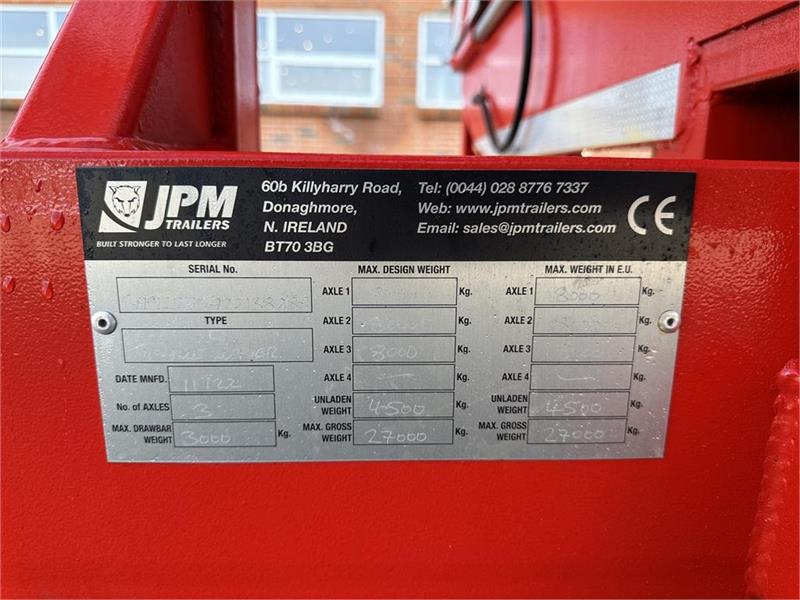 JPM
TRAILERS
BUILT STRONGER TO LAST LONGER
60b Killyharry Road,
Donaghmore,
N. IRELAND
BT70 3BG
Tel: (0044) 028 8776 7337
Web: www.jpmtrailers.com
Email: sales@jpmtrailers.com
CE
SERIAL No.
TYPE
DATE MNFD. 11/22
No. of AXLES 3
MAX. DRAWBAR WEIGHT 3000 Kg.
MAX. DESIGN WEIGHT
AXLE 1 Kg.
AXLE 2 Kg.
AXLE 3 8000 Kg.
AXLE 4 – Kg.
UNLADEN WEIGHT 4500 Kg.
MAX. GROSS WEIGHT 27000 Kg.
MAX. WEIGHT IN E.U.
AXLE 1 8000 Kg.
AXLE 2 Kg.
AXLE 3 Kg.
AXLE 4 – Kg.
UNLADEN WEIGHT 4500 Kg.
MAX. GROSS WEIGHT 27000 Kg.